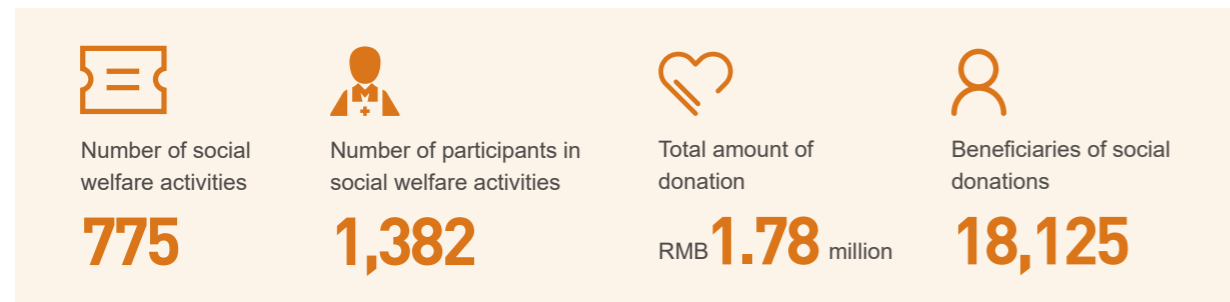 Number of social
welfare activities
775
Number of participants in
social welfare activities
1,382
Total amount of
donation
RMB 1.78 million
Beneficiaries of social
donations
18,125